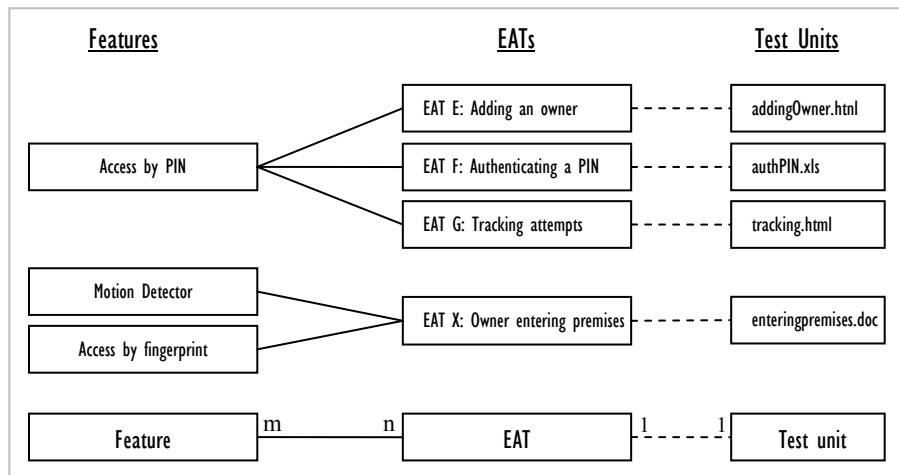 Features EATs Test Units
EAT E: Adding an owner addingOwner.htnl
Access by PIN EAT F: Authenticating a PIN authPIN.xls
EAT G: Tracking attempts tracking.html
Motion Detector
EAT X: Owner entering premises enteringpremises.doc
Access by fingerprint
m n 1 1
Feature EAT Test unit